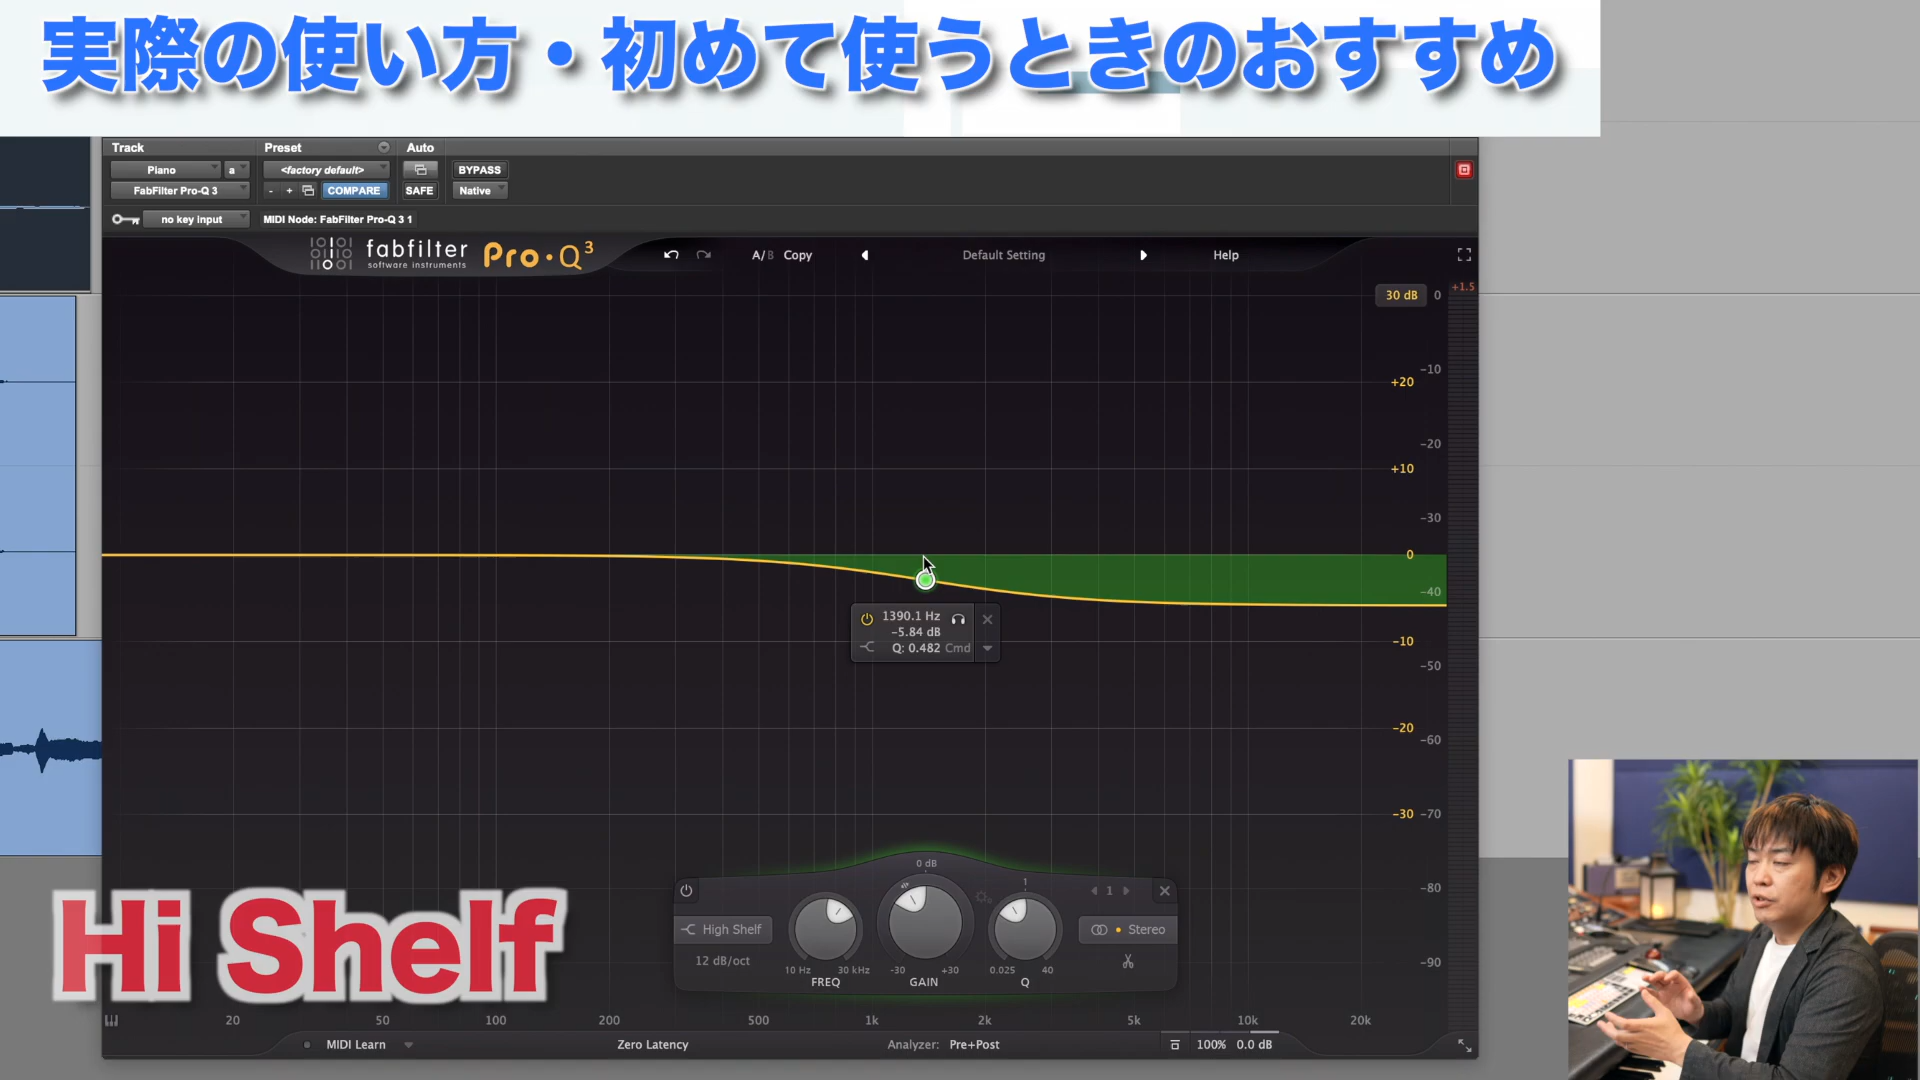 実際の使い方・初めて使うときのおすすめ
Track
Preset
Auto
Piano
a
<factory default>
BYPASS
FabFilter Pro-Q 3
- +
COMPARE
SAFE
Native
no key input
MIDI Node: FabFilter Pro-Q 3 1
fabfilter
software instruments
Pro·Q3
A/B Copy
Default Setting
Help
30 dB
0
+1.5
-10
+20
-20
+10
-30
0
-40
-10
-50
-20
-60
-30
-70
-80
-90
1390.1 Hz
-5.84 dB
Q: 0.482 Cmd
0 dB
1
1
High Shelf
12 dB/oct
10 Hz 30 kHz
FREQ
-30 +30
GAIN
0.025 40
Q
Stereo
Hi Shelf
20 50 100 200 500 1k 2k 5k 10k 20k
MIDI Learn
Zero Latency
Analyzer: Pre+Post
100% 0.0 dB